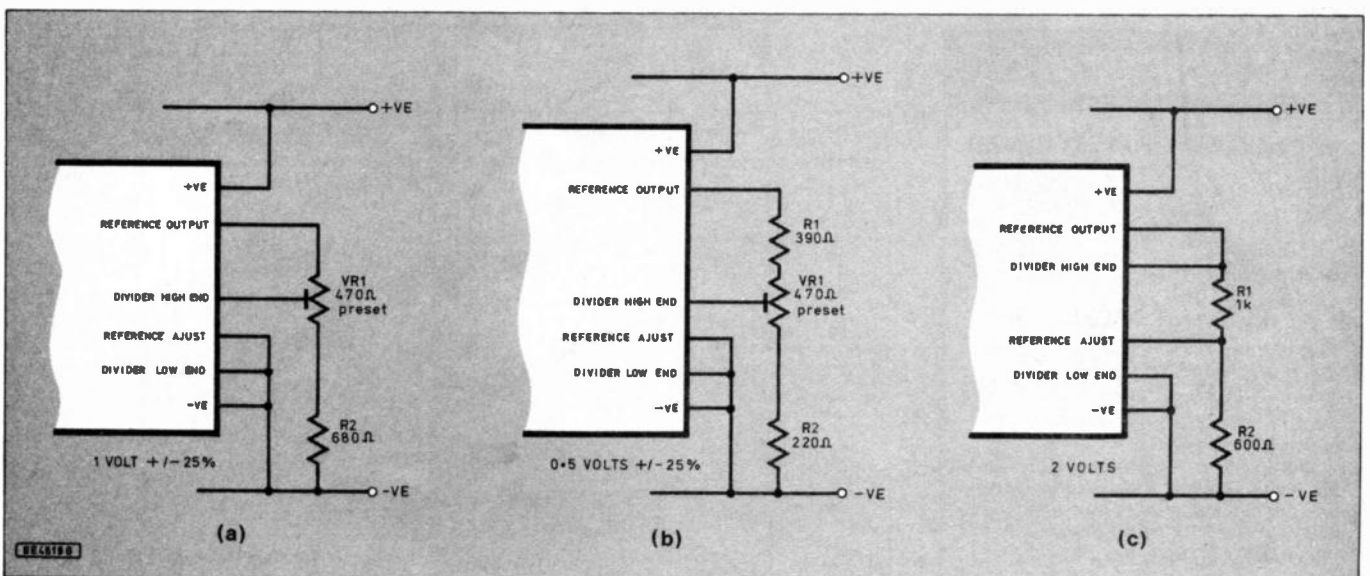 +VE
+VE
REFERENCE OUTPUT
DIVIDER HIGH END
VR1
470Ω
preset
REFERENCE AJUST
DIVIDER LOW END
-VE
R2
680Ω
1 VOLT +/- 25%
-VE
(a)
+VE
+VE
REFERENCE OUTPUT
R1
390Ω
DIVIDER HIGH END
VR1
470Ω
preset
REFERENCE AJUST
DIVIDER LOW END
-VE
R2
220Ω
0·5 VOLTS +/- 25%
-VE
(b)
+VE
+VE
REFERENCE OUTPUT
DIVIDER HIGH END
R1
1k
REFERENCE AJUST
DIVIDER LOW END
-VE
R2
600Ω
2 VOLTS
-VE
(c)